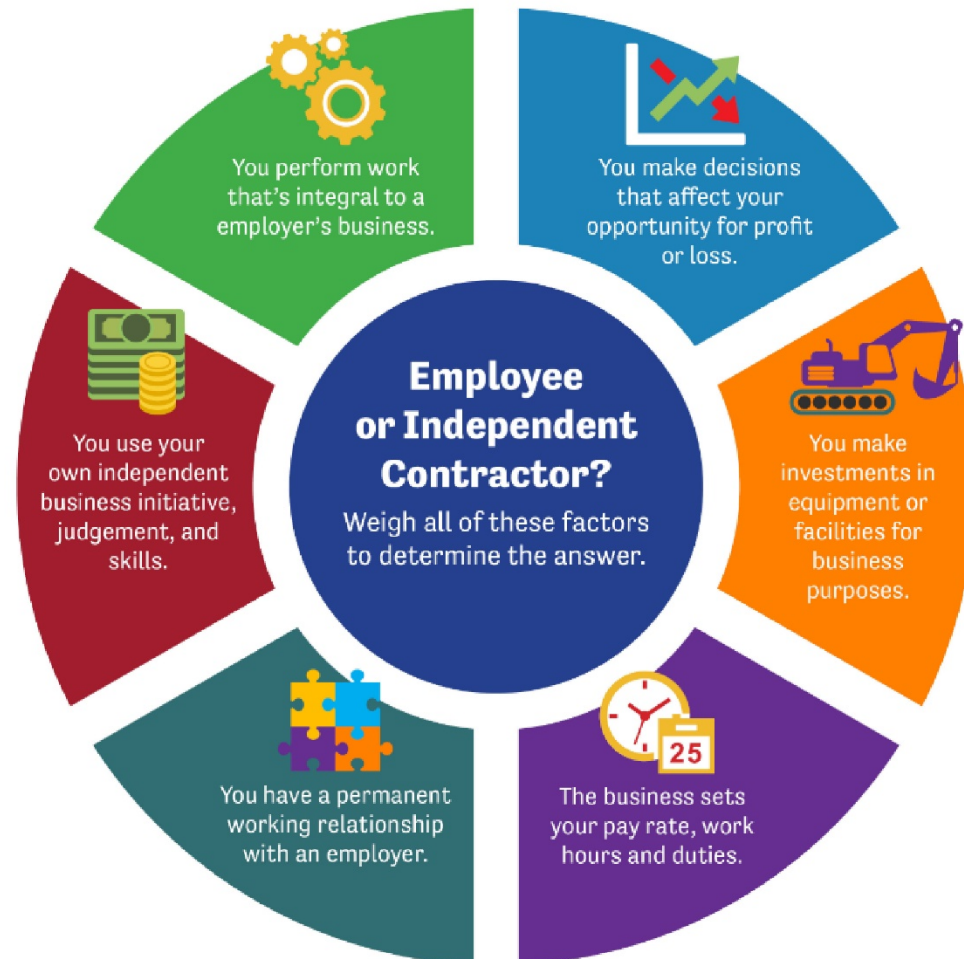 Employee
or Independent
Contractor?
Weigh all of these factors
to determine the answer.
You make decisions
that affect your
opportunity for profit
or loss.
You make
investments in
equipment or
facilities for
business
purposes.
25
The business sets
your pay rate, work
hours and duties.
You have a permanent
working relationship
with an employer.
You use your
own independent
business initiative,
judgement, and
skills.
You perform work
that's integral to a
employer's business.